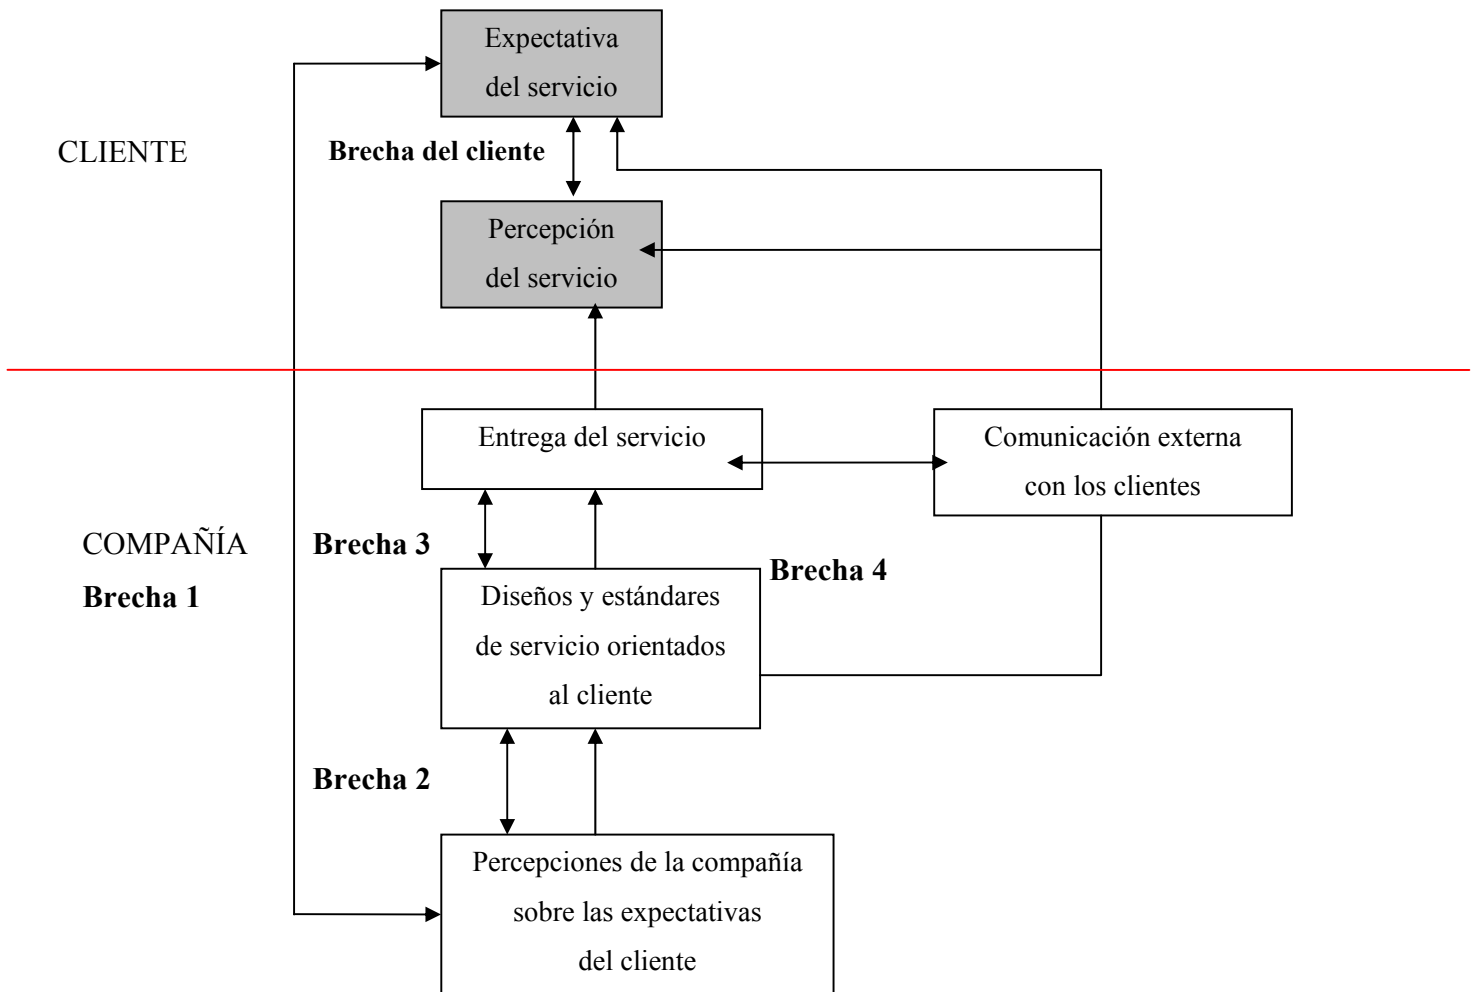 Expectativa
del servicio
CLIENTE
Brecha del cliente
Percepción
del servicio
Entrega del servicio
Comunicación externa
con los clientes
COMPAÑÍA
Brecha 1
Brecha 3
Brecha 4
Diseños y estándares
de servicio orientados
al cliente
Brecha 2
Percepciones de la compañía
sobre las expectativas
del cliente